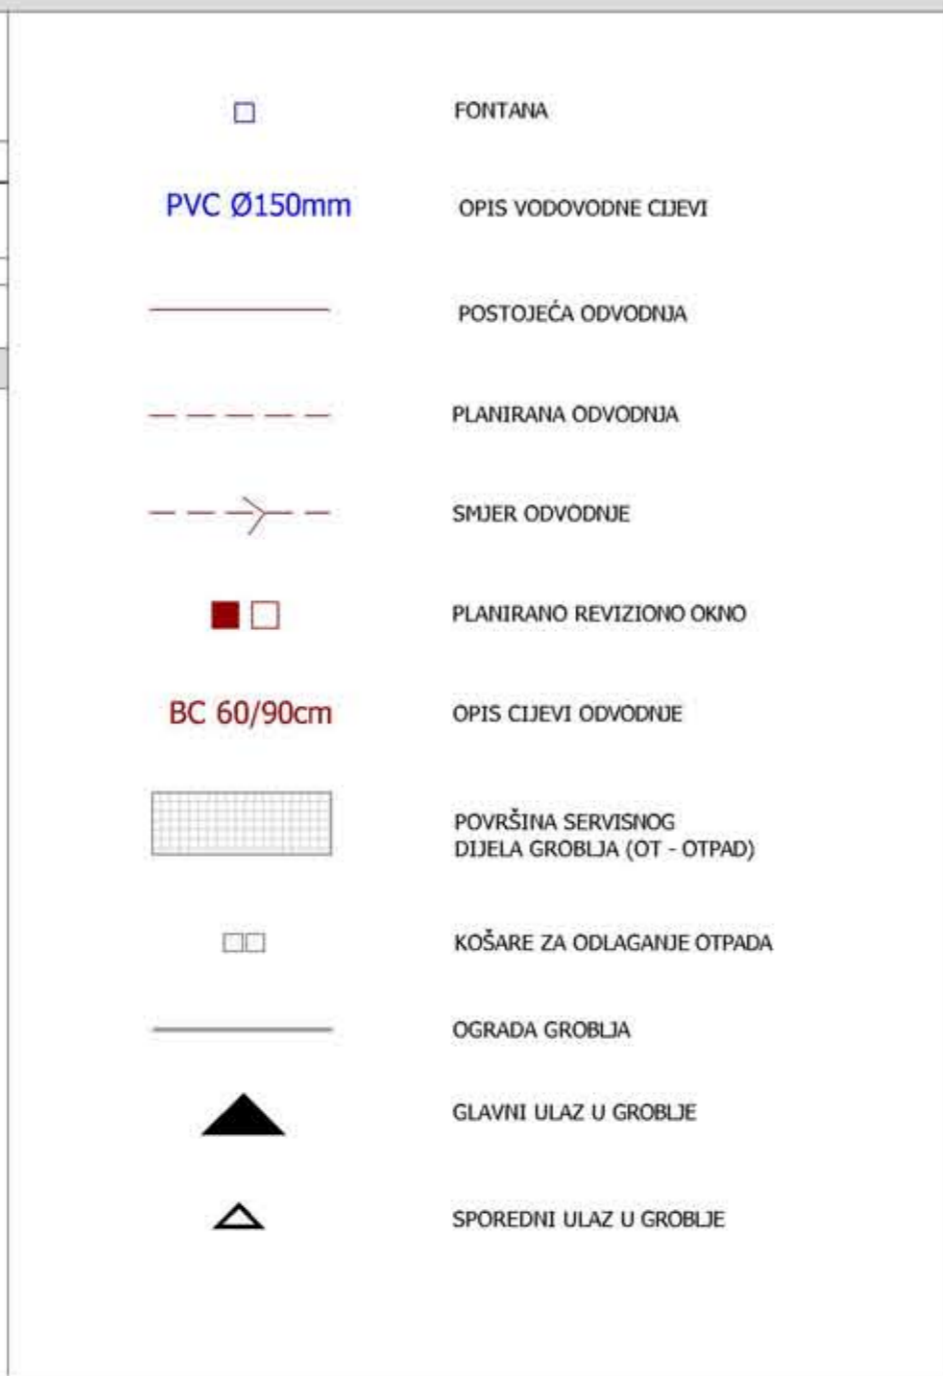 FONTANA
PVC Ø150mm OPIS VODOVODNE CIJEVI
POSTOJEĆA ODVODNJA
PLANIRANA ODVODNJA
SMJER ODVODNJE
PLANIRANO REVIZIONO OKNO
BC 60/90cm OPIS CIJEVI ODVODNJE
POVRŠINA SERVISNOG
DIJELA GROBLJA (OT - OTPAD)
KOŠARE ZA ODLAGANJE OTPADA
OGRADA GROBLJA
GLAVNI ULAZ U GROBLJE
SPOREDNI ULAZ U GROBLJE